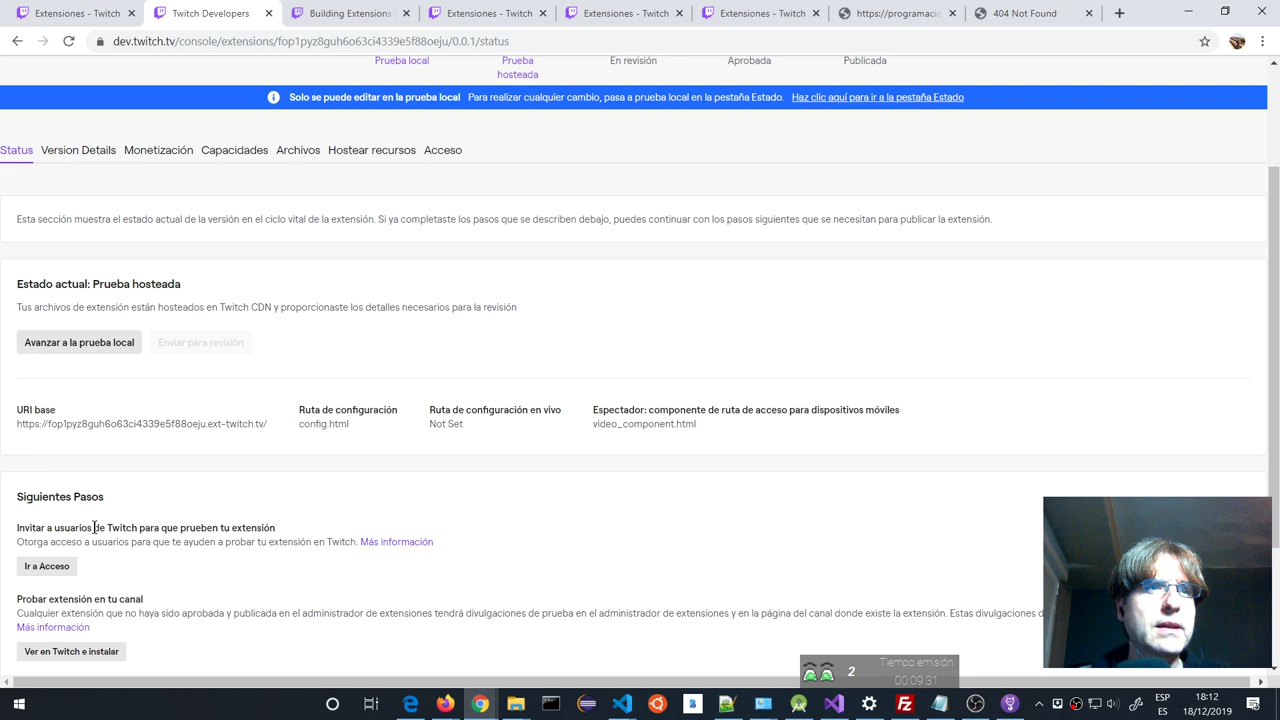 Extensiones - Twitch
Twitch Developers
Building Extensions
Extensiones - Twitch
Extensiones - Twitch
Extensiones - Twitch
https://programacio
404 Not Found
dev.twitch.tv/console/extensions/fop1pyz8guh6o63ci4339e5f88oeju/0.0.1/status
Prueba local
Prueba
hosteada
En revisión
Aprobada
Publicada
Solo se puede editar en la prueba local Para realizar cualquier cambio, pasa a prueba local en la pestaña Estado. Haz clic aquí para ir a la pestaña Estado
Status Version Details Monetización Capacidades Archivos Hostear recursos Acceso
Esta sección muestra el estado actual de la versión en el ciclo vital de la extensión. Si ya completaste los pasos que se describen debajo, puedes continuar con los pasos siguientes que se necesitan para publicar la extensión.
Estado actual: Prueba hosteada
Tus archivos de extensión están hosteados en Twitch CDN y proporcionaste los detalles necesarios para la revisión
Avanzar a la prueba local Enviar para revisión
URI base
https://fop1pyz8guh6o63ci4339e5f88oeju.ext-twitch.tv/
Ruta de configuración
config.html
Ruta de configuración en vivo
Not Set
Espectador: componente de ruta de acceso para dispositivos móviles
video_component.html
Siguientes Pasos
Invitar a usuarios de Twitch para que prueben tu extensión
Otorga acceso a usuarios para que te ayuden a probar tu extensión en Twitch. Más información
Ir a Acceso
Probar extensión en tu canal
Cualquier extensión que no haya sido aprobada y publicada en el administrador de extensiones tendrá divulgaciones de prueba en el administrador de extensiones y en la página del canal donde existe la extensión. Estas divulgaciones d
Más información
Ver en Twitch e instalar
2
Tiempo emisión
00:09:31
ESP
ES
18:12
18/12/2019